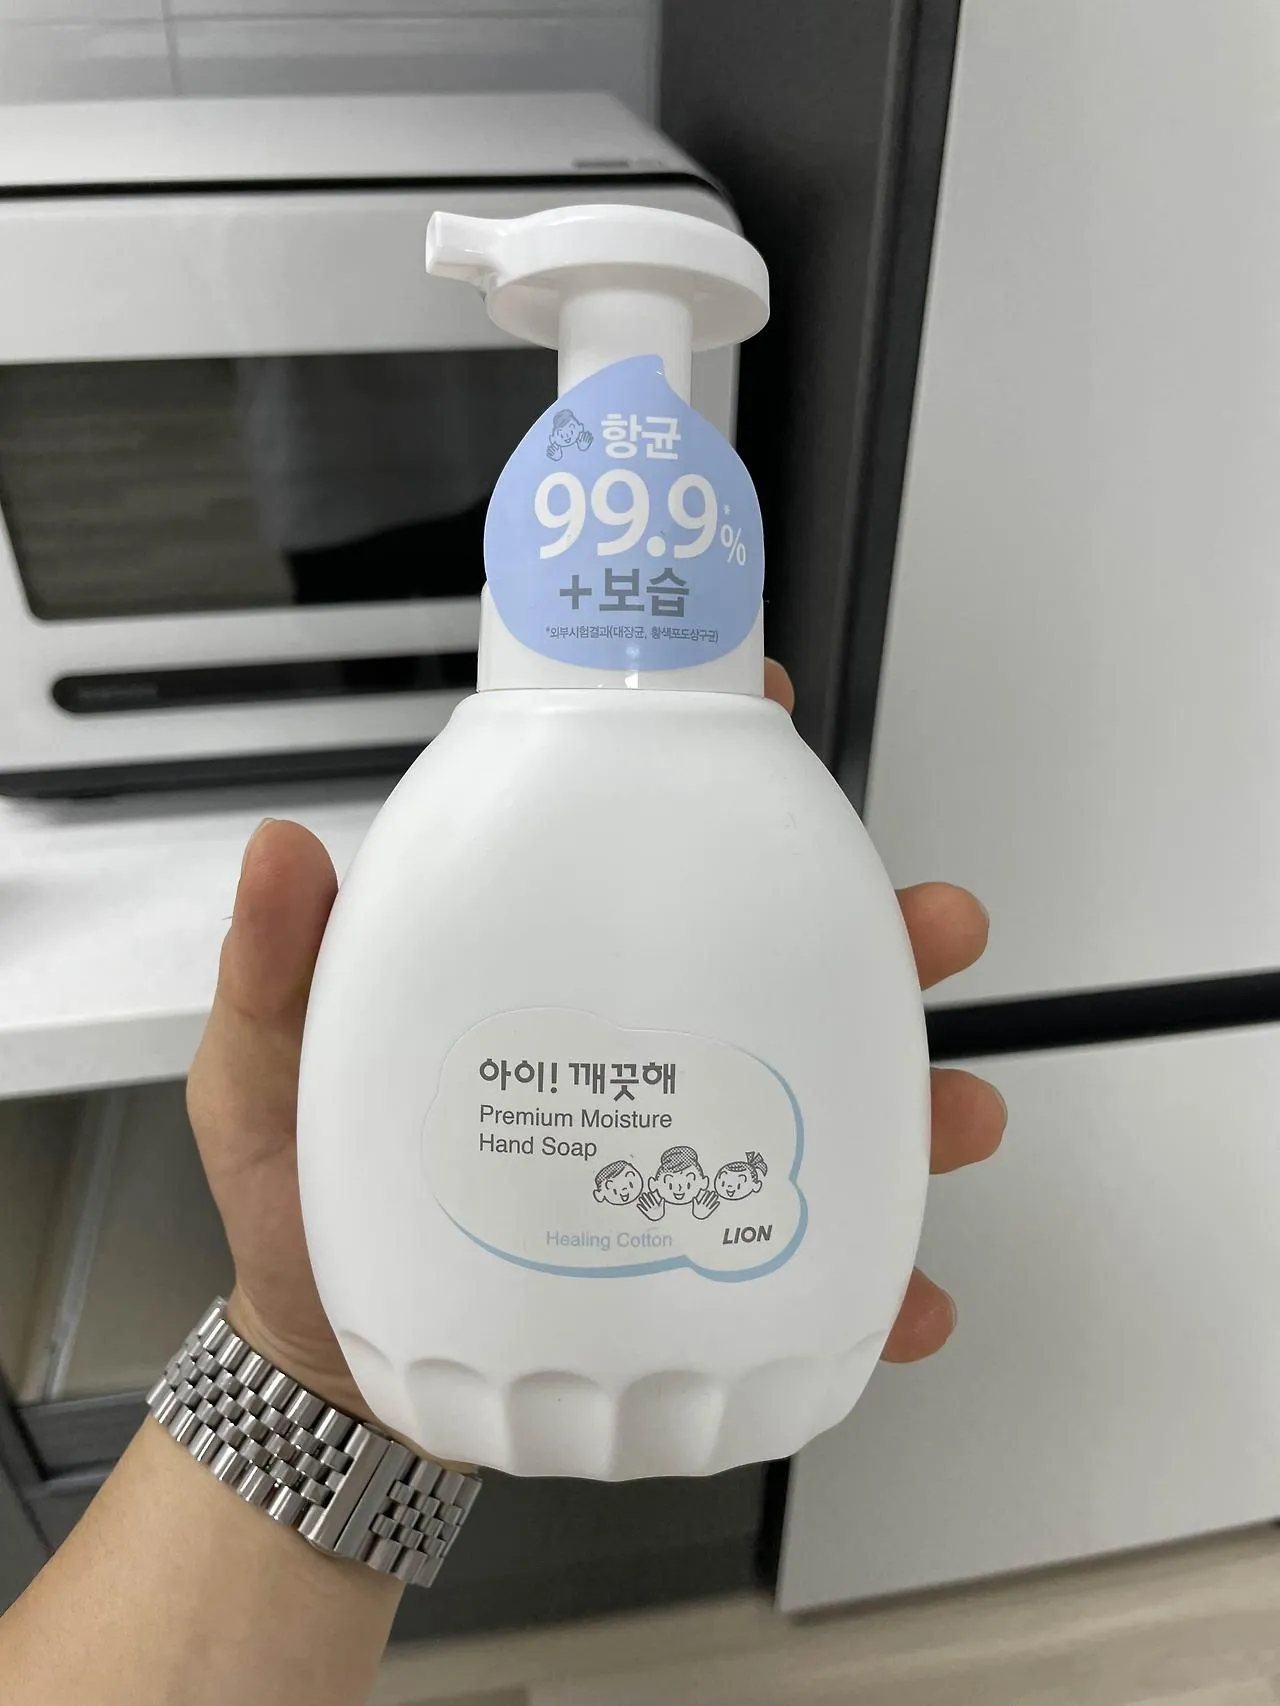 항균
99.9*%
+보습
*외부시험결과(대장균, 황색포도상구균)
아이! 깨끗해
Premium Moisture
Hand Soap
Healing Cotton
LION